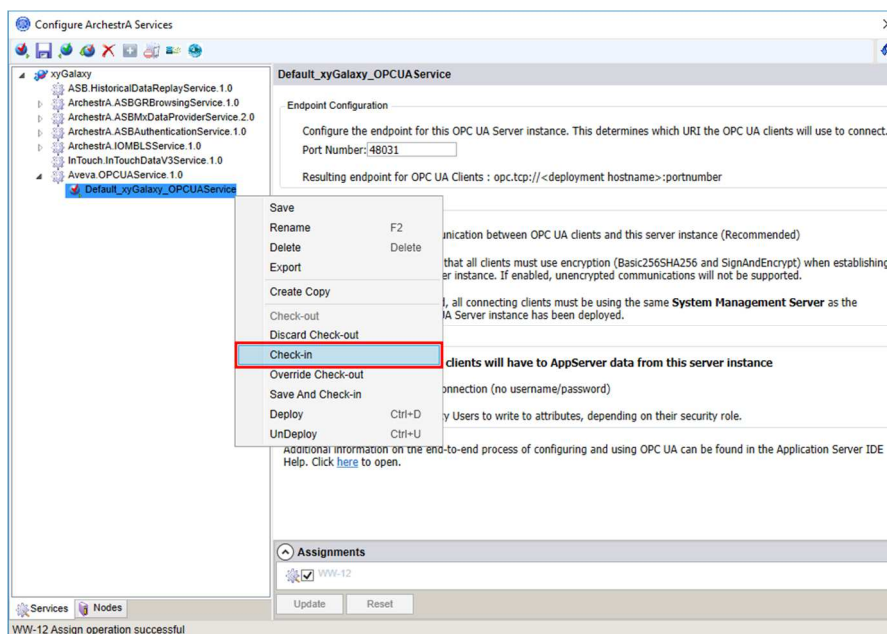 Configure ArchestrA Services
xyGalaxy
ASB.HistoricalDataReplayService.1.0
ArchestrA.ASBGRBrowsingService.1.0
ArchestrA.ASBMxDataProviderService.2.0
ArchestrA.ASBAuthenticationService.1.0
ArchestrA.IOMBLSService.1.0
InTouch.InTouchDataV3Service.1.0
Aveva.OPCUAService.1.0
Default_xyGalaxy_OPCUAService
Save
Rename F2
Delete Delete
Export
Create Copy
Check-out
Discard Check-out
Check-in
Override Check-out
Save And Check-in
Deploy Ctrl+D
UnDeploy Ctrl+U
Default_xyGalaxy_OPCUAService
Endpoint Configuration
Configure the endpoint for this OPC UA Server instance. This determines which URI the OPC UA clients will use to connect.
Port Number: 48031
Resulting endpoint for OPC UA Clients : opc.tcp://<deployment hostname>:portnumber
unication between OPC UA clients and this server instance (Recommended)
that all clients must use encryption (Basic256SHA256 and SignAndEncrypt) when establishing
er instance. If enabled, unencrypted communications will not be supported.
d, all connecting clients must be using the same System Management Server as the
UA Server instance has been deployed.
clients will have to AppServer data from this server instance
onnection (no username/password)
y Users to write to attributes, depending on their security role.
Additional information on the end-to-end process of configuring and using OPC UA can be found in the Application Server IDE
Help. Click here to open.
Assignments
WW-12
Update Reset
Services Nodes
WW-12 Assign operation successful